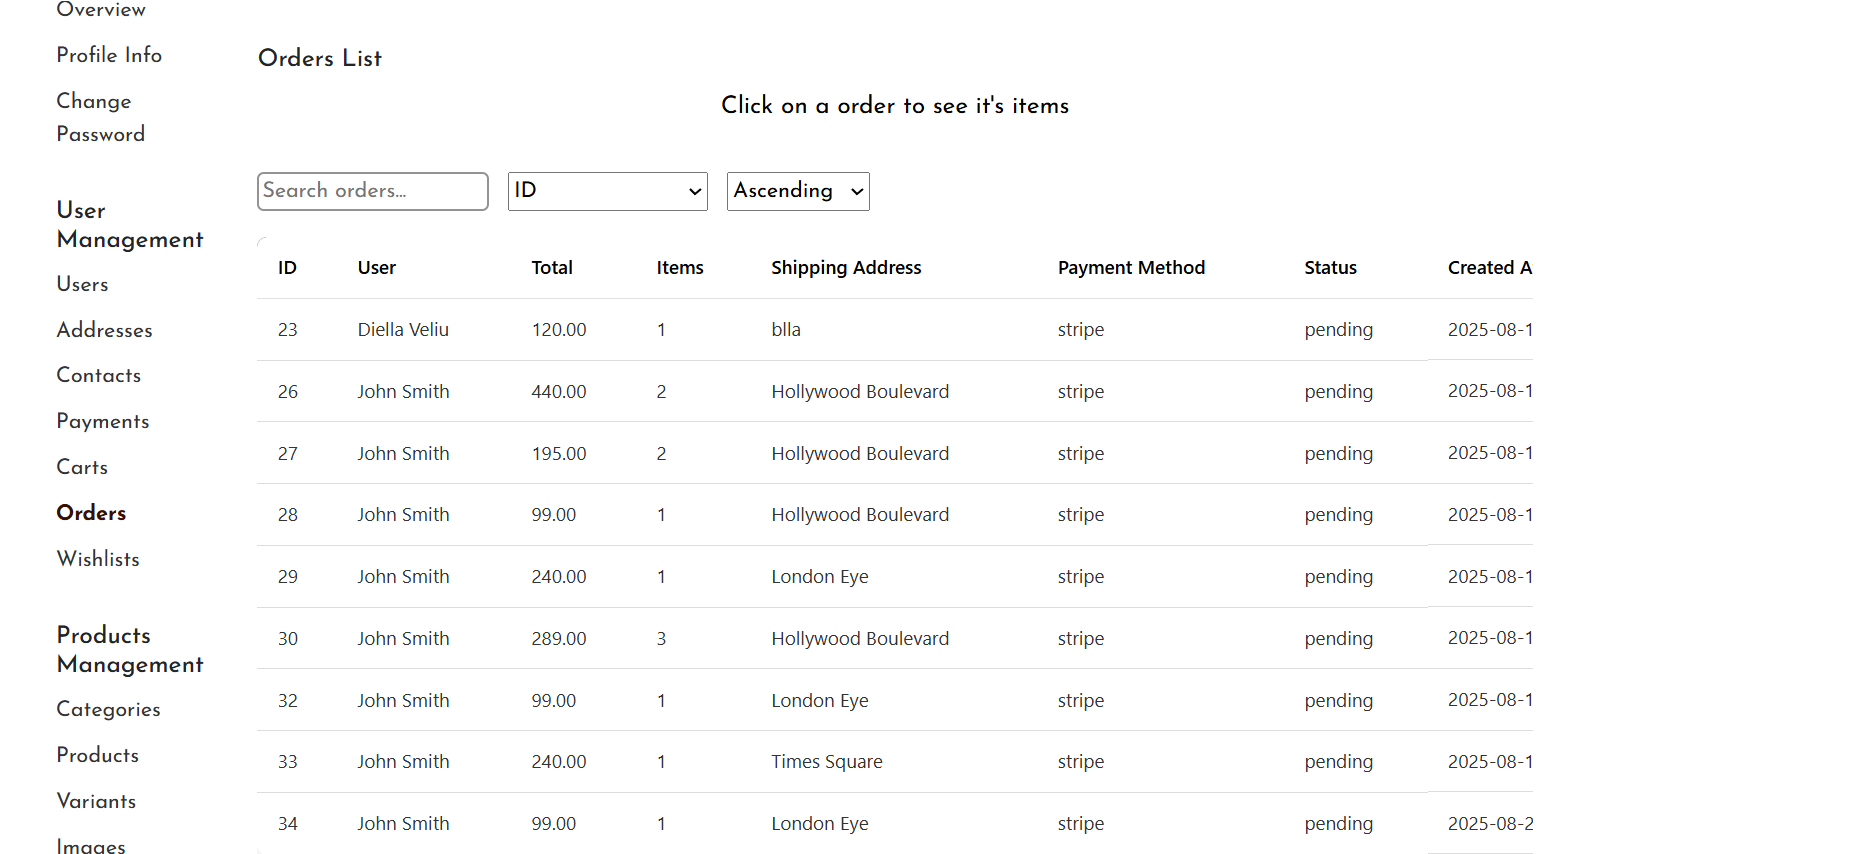 Overview
Profile Info
Change
Password
User
Management
Users
Addresses
Contacts
Payments
Carts
Orders
Wishlists
Products
Management
Categories
Products
Variants
Images
Orders List
Click on a order to see it's items
Search orders... ID Ascending
ID User Total Items Shipping Address Payment Method Status Created A
23 Diella Veliu 120.00 1 blla stripe pending 2025-08-1
26 John Smith 440.00 2 Hollywood Boulevard stripe pending 2025-08-1
27 John Smith 195.00 2 Hollywood Boulevard stripe pending 2025-08-1
28 John Smith 99.00 1 Hollywood Boulevard stripe pending 2025-08-1
29 John Smith 240.00 1 London Eye stripe pending 2025-08-1
30 John Smith 289.00 3 Hollywood Boulevard stripe pending 2025-08-1
32 John Smith 99.00 1 London Eye stripe pending 2025-08-1
33 John Smith 240.00 1 Times Square stripe pending 2025-08-1
34 John Smith 99.00 1 London Eye stripe pending 2025-08-2